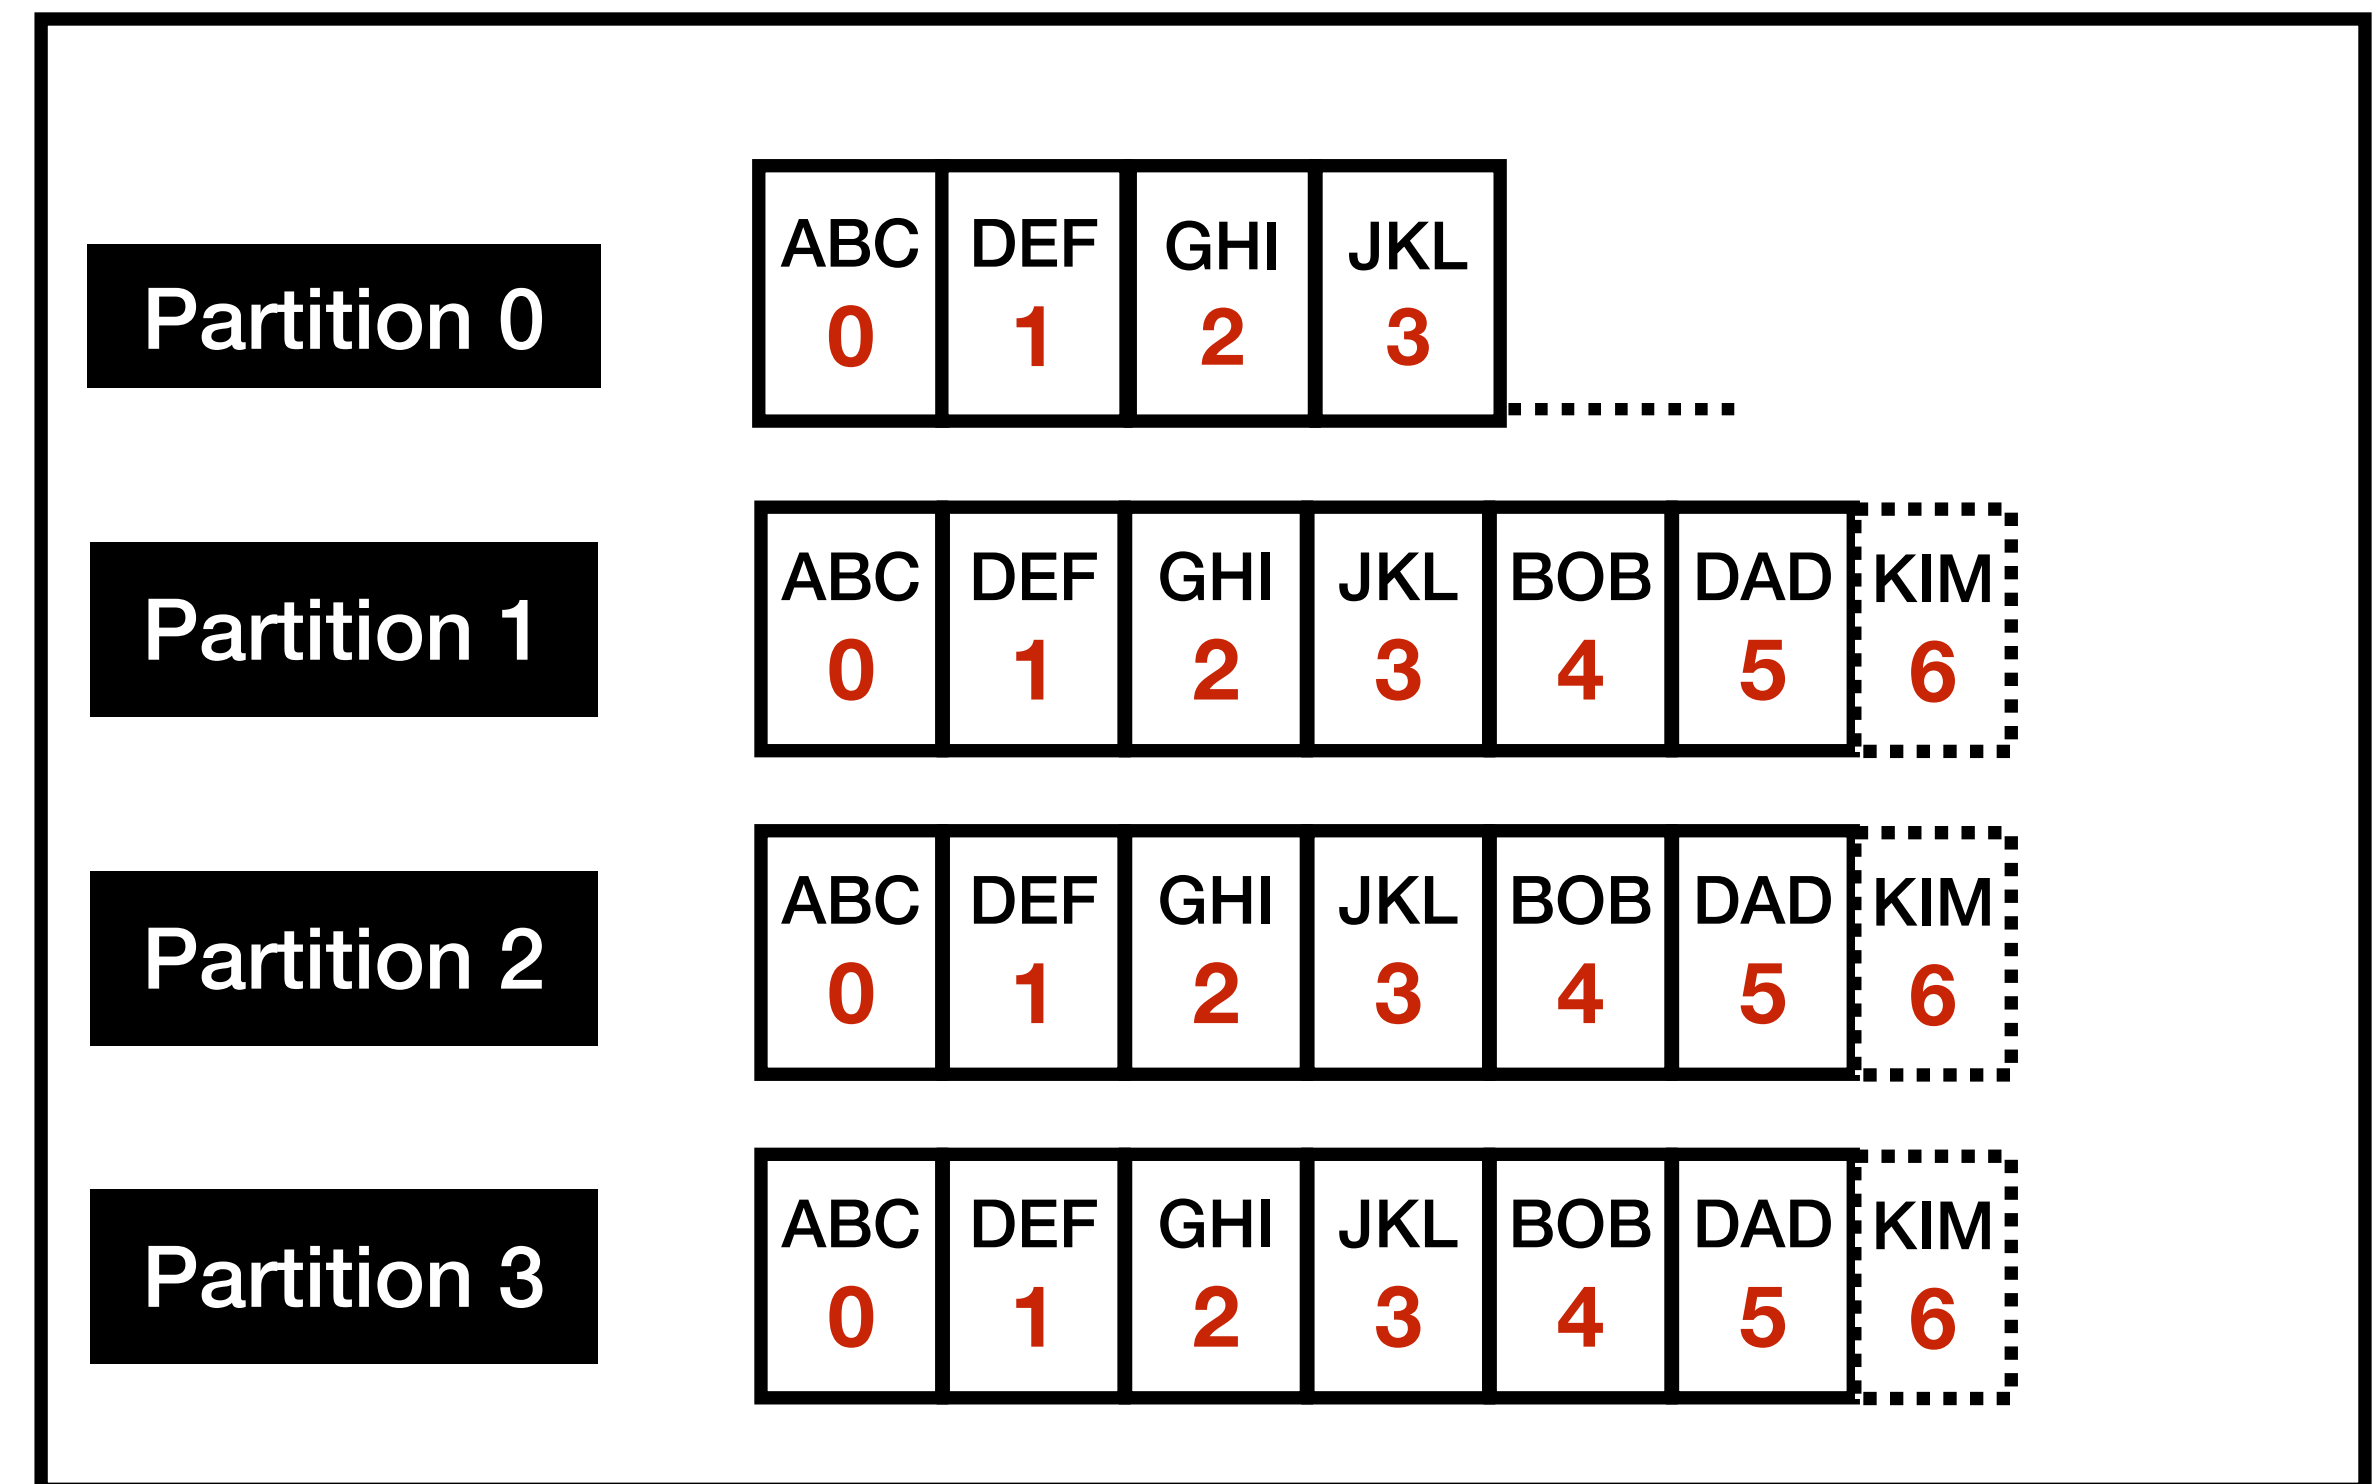 Partition 0
ABC DEF GHI JKL
0 1 2 3
Partition 1
ABC DEF GHI JKL BOB DAD KIM
0 1 2 3 4 5 6
Partition 2
ABC DEF GHI JKL BOB DAD KIM
0 1 2 3 4 5 6
Partition 3
ABC DEF GHI JKL BOB DAD KIM
0 1 2 3 4 5 6